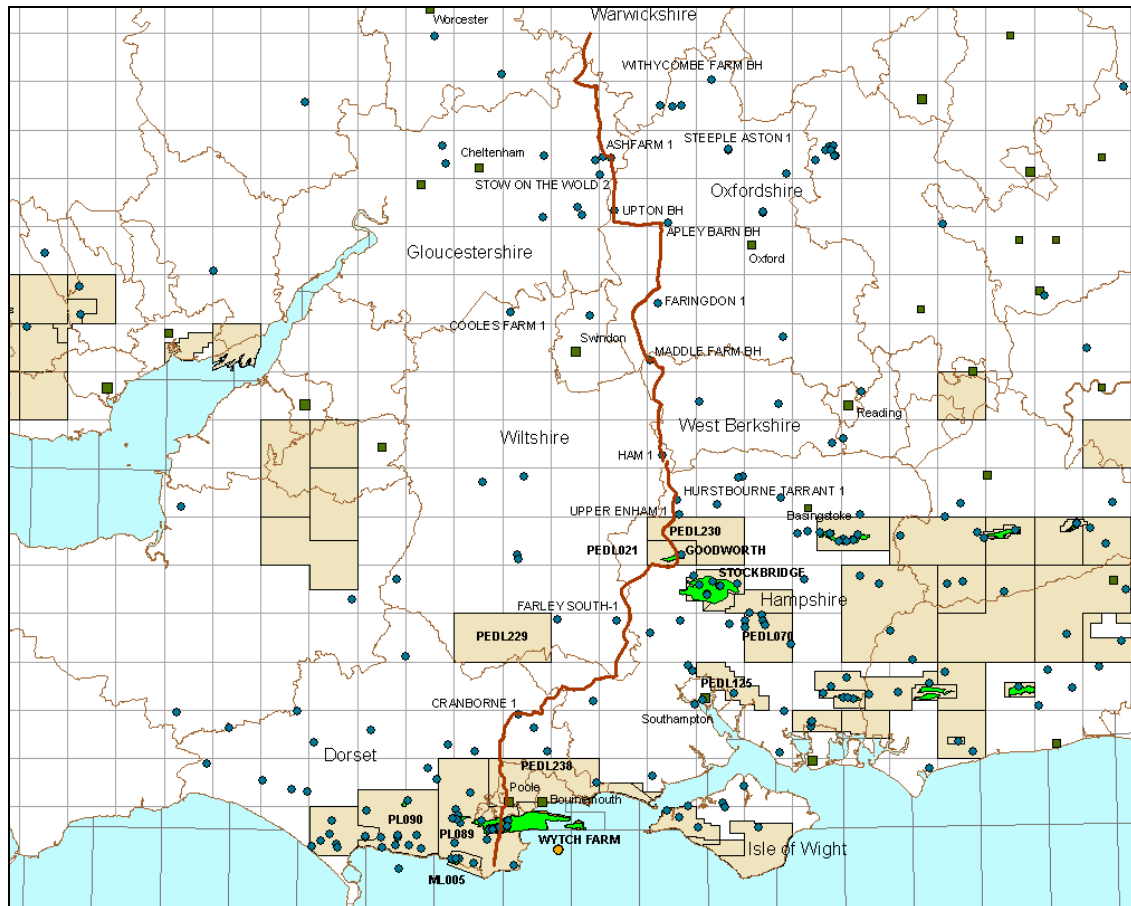 Warwickshire
Worcester
WITHYCOMBE FARM BH
STEEPLE ASTON 1
ASHFARM 1
Cheltenham
STOW ON THE WOLD 2
Oxfordshire
UPTON BH
APLEY BARN BH
Gloucestershire
Oxford
FARINGDON 1
COOLES FARM 1
Swindon
MADDLE FARM BH
Reading
West Berkshire
Wiltshire
HAM 1
HURSTBOURNE TARRANT 1
UPPER ENHAM 1
Basingstoke
PEDL230
PEDL021
GOODWORTH
STOCKBRIDGE
Hampshire
FARLEY SOUTH-1
PEDL229
PEDL070
PEDL125
CRANBORNE 1
Southampton
Dorset
PEDL238
Poole
Bournemouth
PL090
PL089
WYTCH FARM
Isle of Wight
ML005